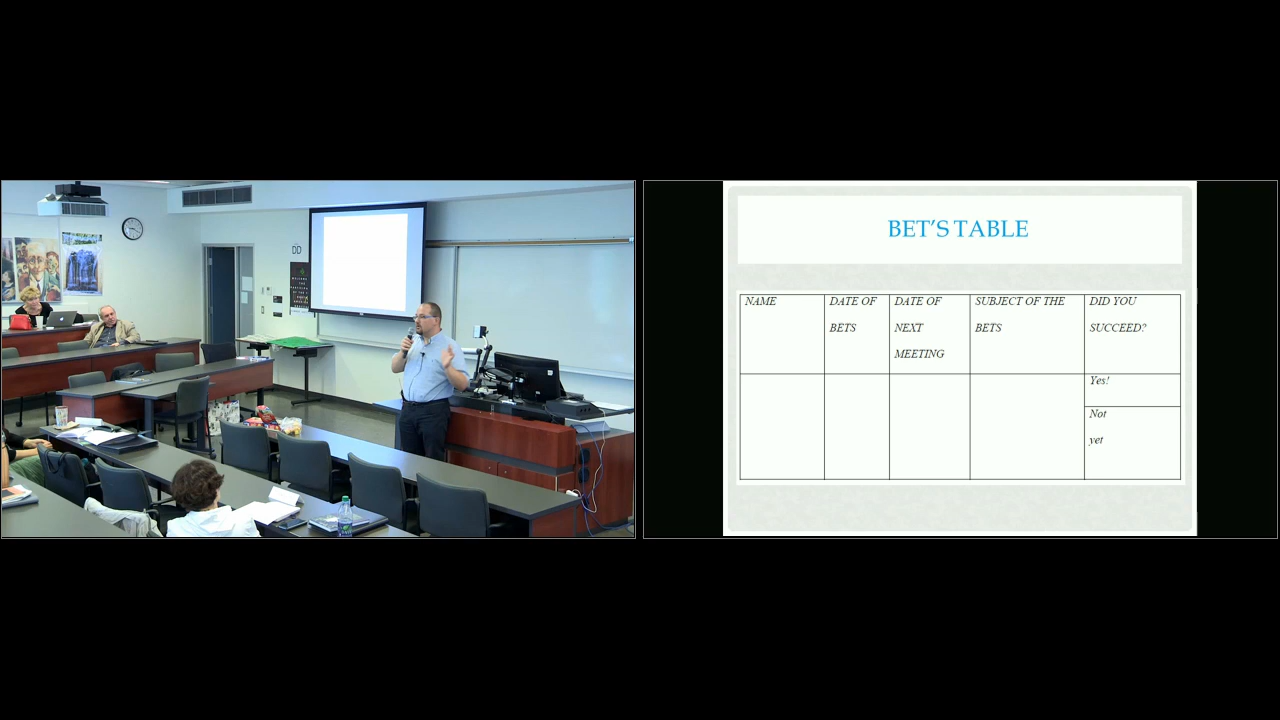 DD
BET'S TABLE
NAME
DATE OF
BETS
DATE OF
NEXT
MEETING
SUBJECT OF THE
BETS
DID YOU
SUCCEED?
Yes!
Not
yet